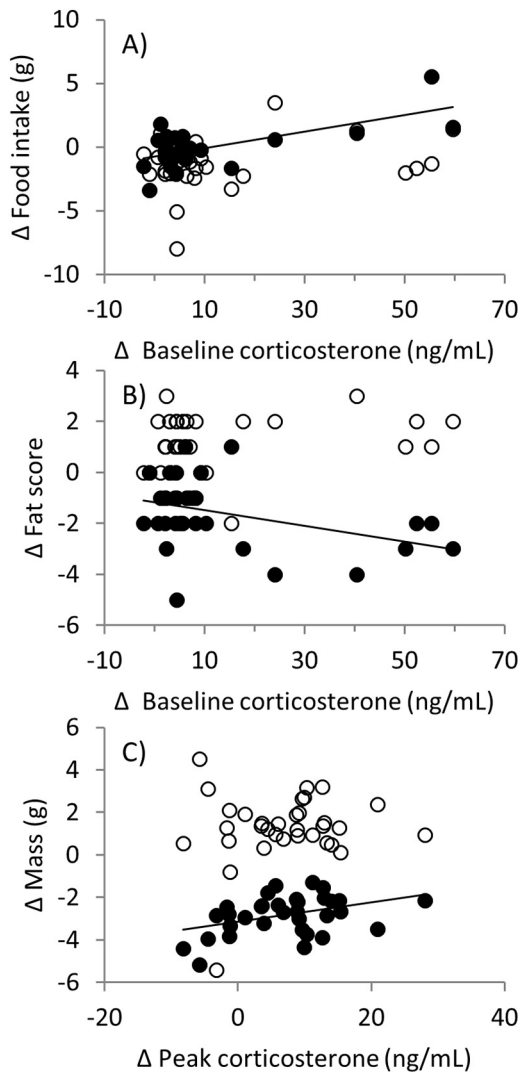 A)
Δ Food intake (g)
10
5
0
-5
-10
-10 10 30 50 70
Δ Baseline corticosterone (ng/mL)
B)
Δ Fat score
4
2
0
-2
-4
-6
-10 10 30 50 70
Δ Baseline corticosterone (ng/mL)
C)
Δ Mass (g)
6
4
2
0
-2
-4
-6
-20 0 20 40
Δ Peak corticosterone (ng/mL)